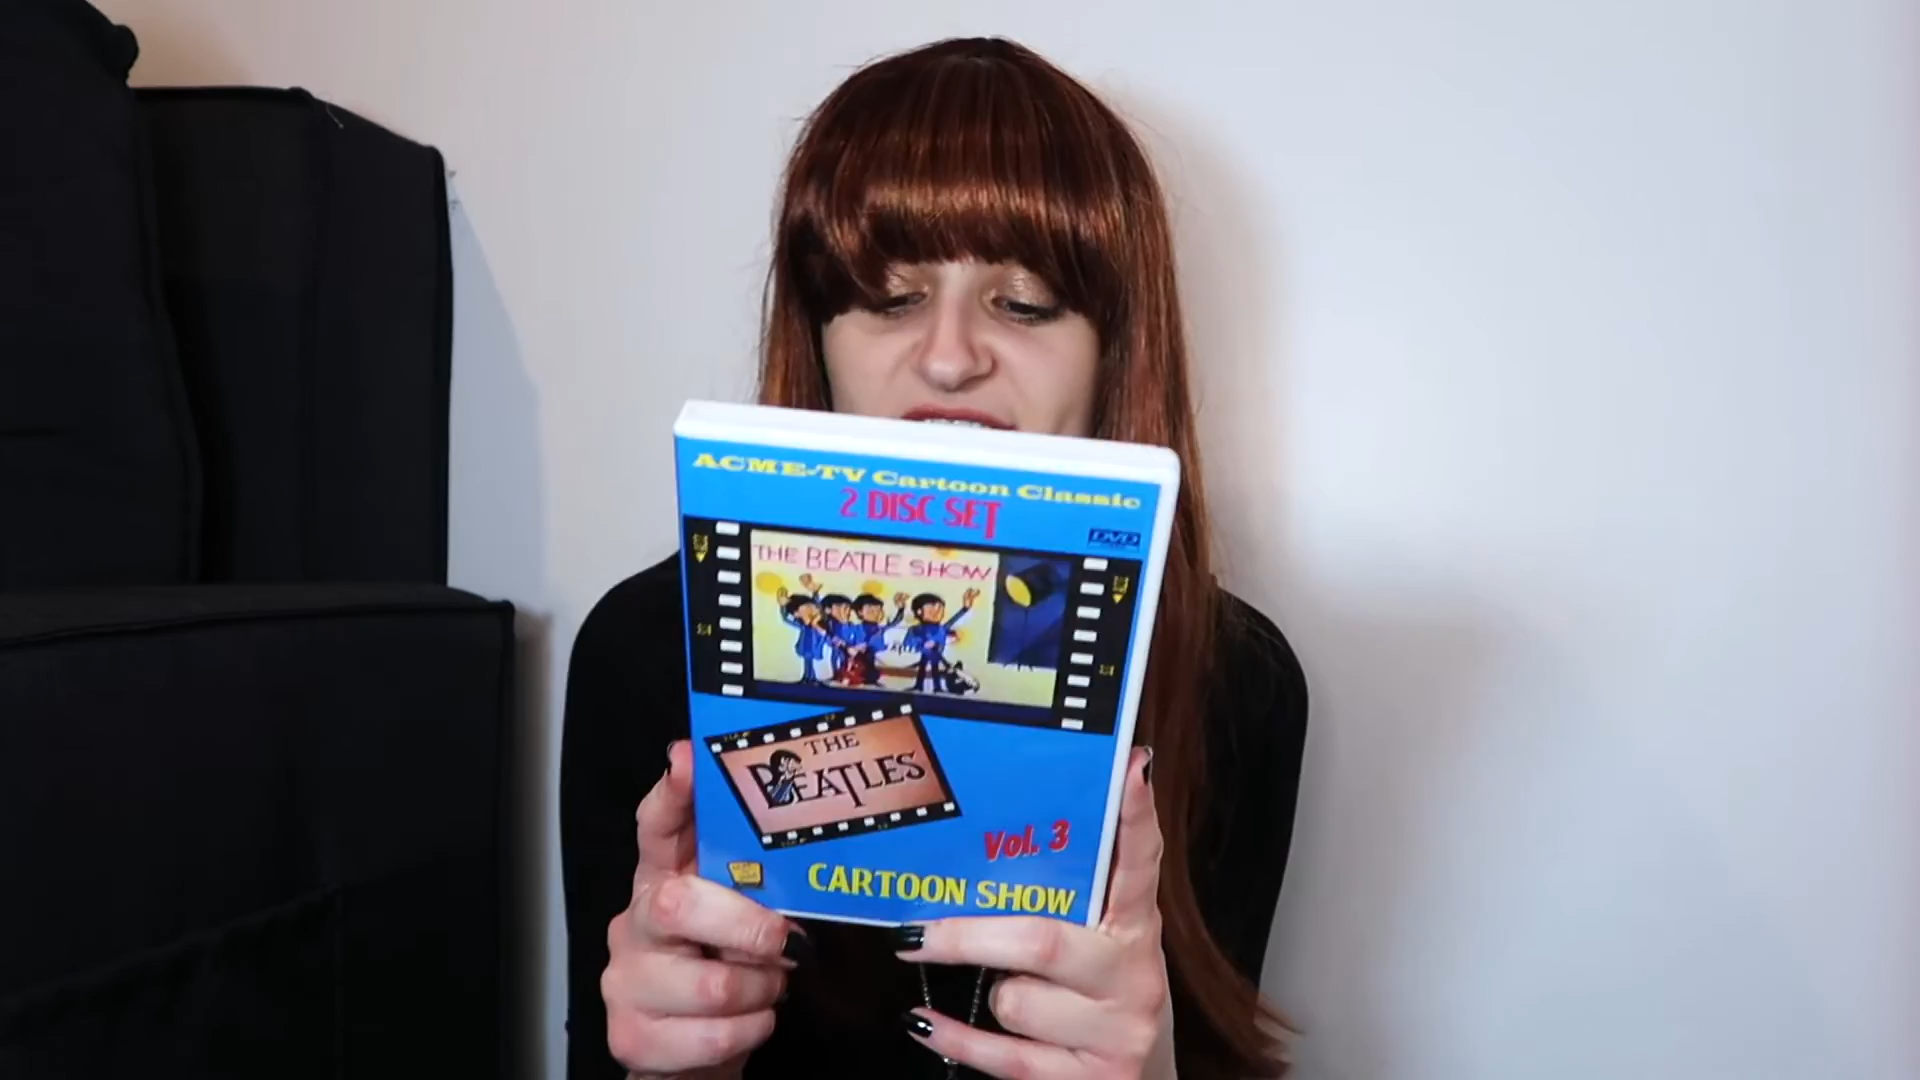 ACME-TV Cartoon Classic
2 DISC SET
DVD
THE BEATLE SHOW
THE
BEATLES
Vol. 3
CARTOON SHOW